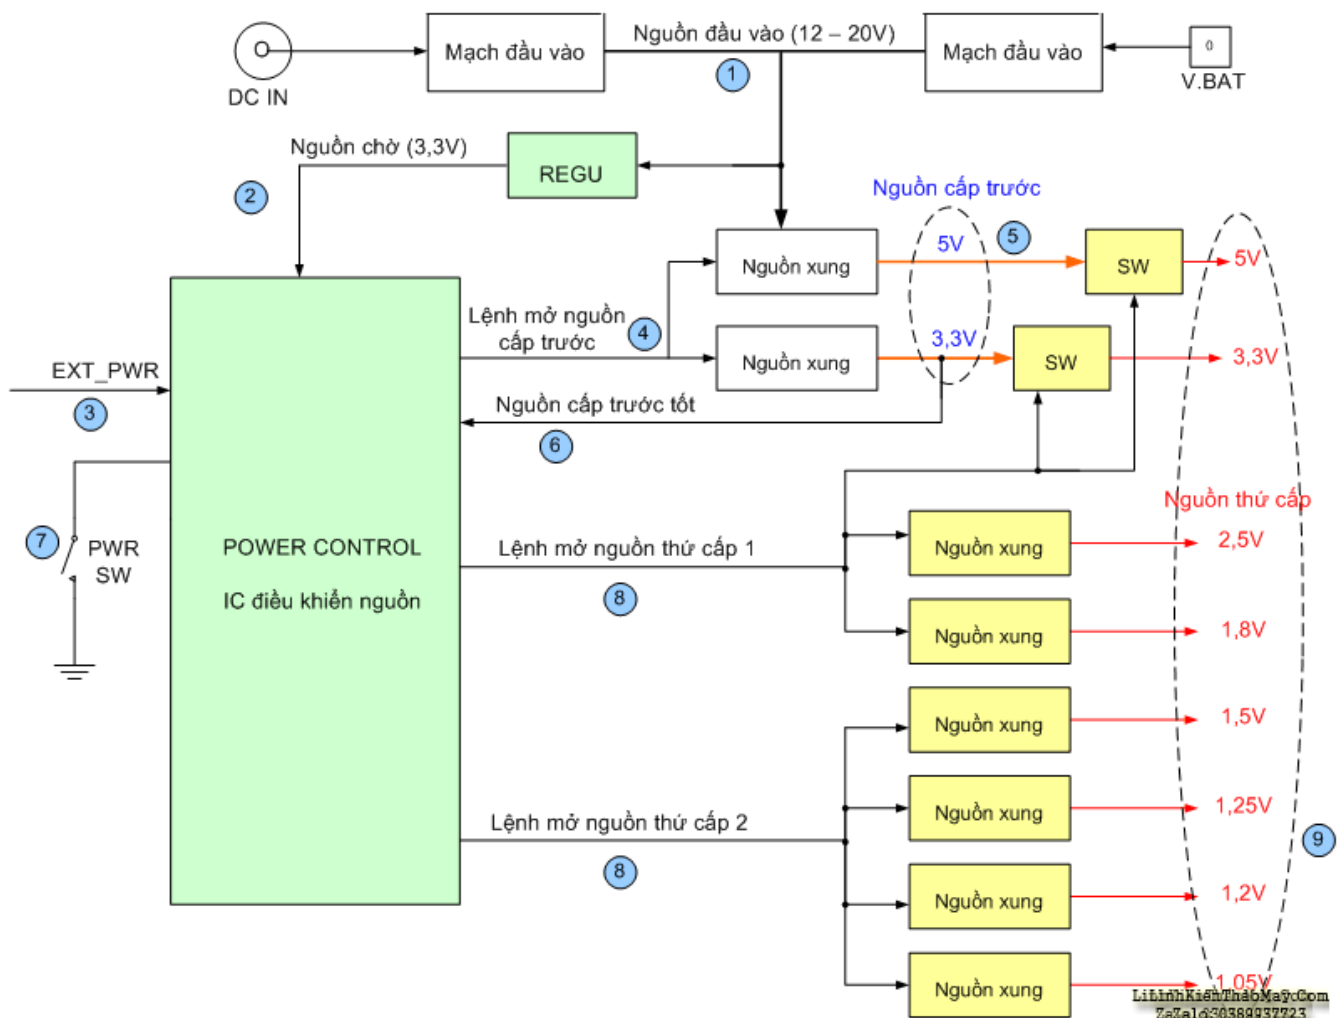 Nguồn đầu vào (12 – 20V)
Mạch đầu vào
Mạch đầu vào
0
1
DC IN
V.BAT
Nguồn chờ (3,3V)
REGU
2
Nguồn cấp trước
5V
5
Nguồn xung
SW
5V
Lệnh mở nguồn
cấp trước
4
3,3V
Nguồn xung
SW
3,3V
EXT_PWR
3
Nguồn cấp trước tốt
6
Nguồn thứ cấp
7
PWR
SW
POWER CONTROL
IC điều khiển nguồn
Lệnh mở nguồn thứ cấp 1
8
Nguồn xung
2,5V
Nguồn xung
1,8V
Nguồn xung
1,5V
Lệnh mở nguồn thứ cấp 2
8
Nguồn xung
1,25V
9
Nguồn xung
1,2V
Nguồn xung
1,05V